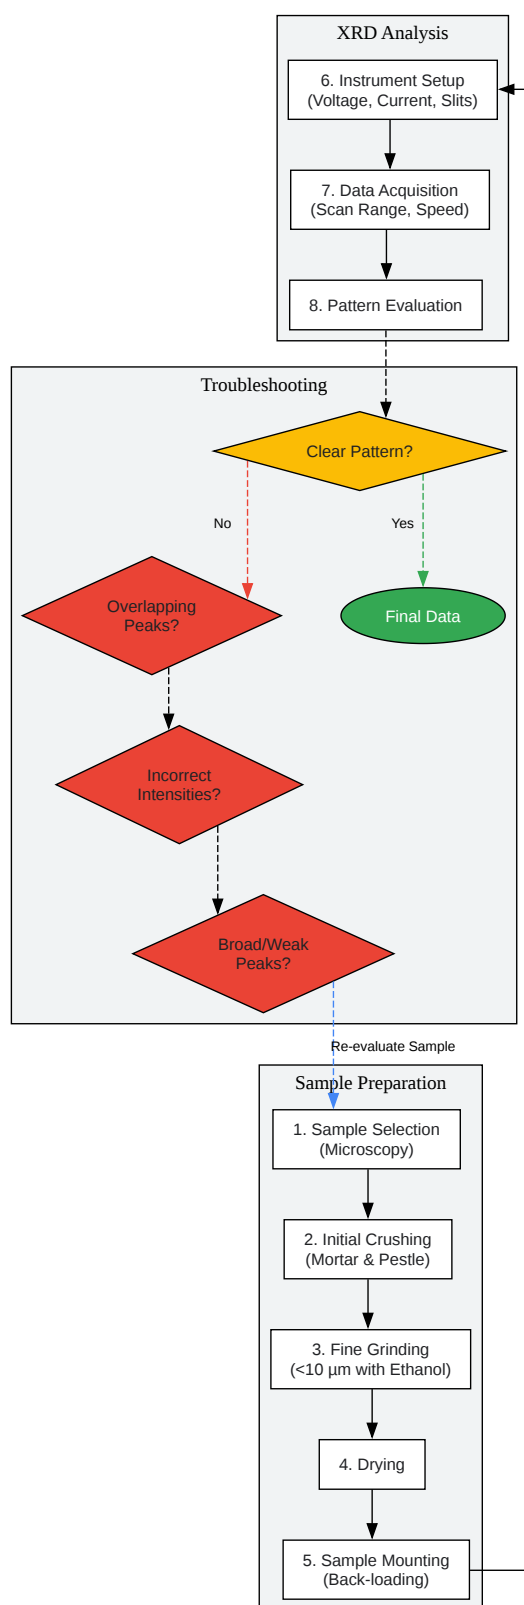 XRD Analysis
6. Instrument Setup
(Voltage, Current, Slits)
7. Data Acquisition
(Scan Range, Speed)
8. Pattern Evaluation
Troubleshooting
Clear Pattern?
No
Yes
Overlapping
Peaks?
Final Data
Incorrect
Intensities?
Broad/Weak
Peaks?
Re-evaluate Sample
Sample Preparation
1. Sample Selection
(Microscopy)
2. Initial Crushing
(Mortar & Pestle)
3. Fine Grinding
(<10 µm with Ethanol)
4. Drying
5. Sample Mounting
(Back-loading)